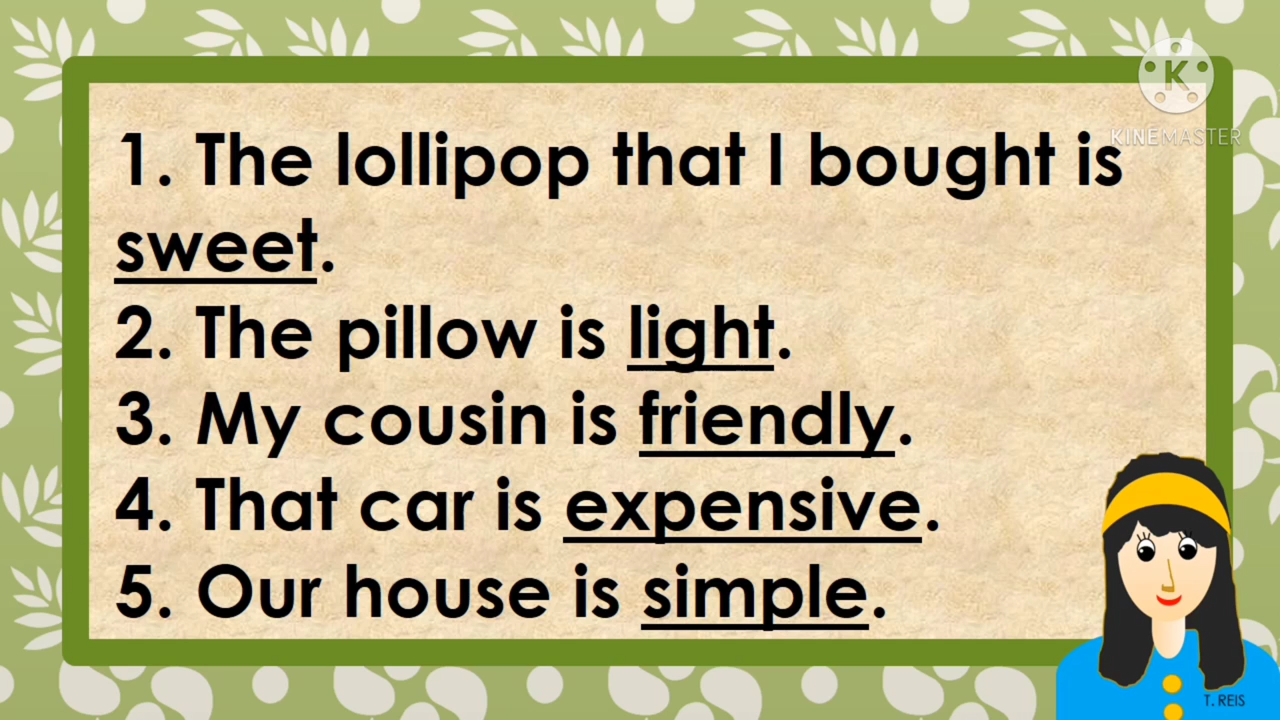 1. The lollipop that I bought is
sweet.
2. The pillow is light.
3. My cousin is friendly.
4. That car is expensive.
5. Our house is simple.
K
KINEMASTER
T. REIS